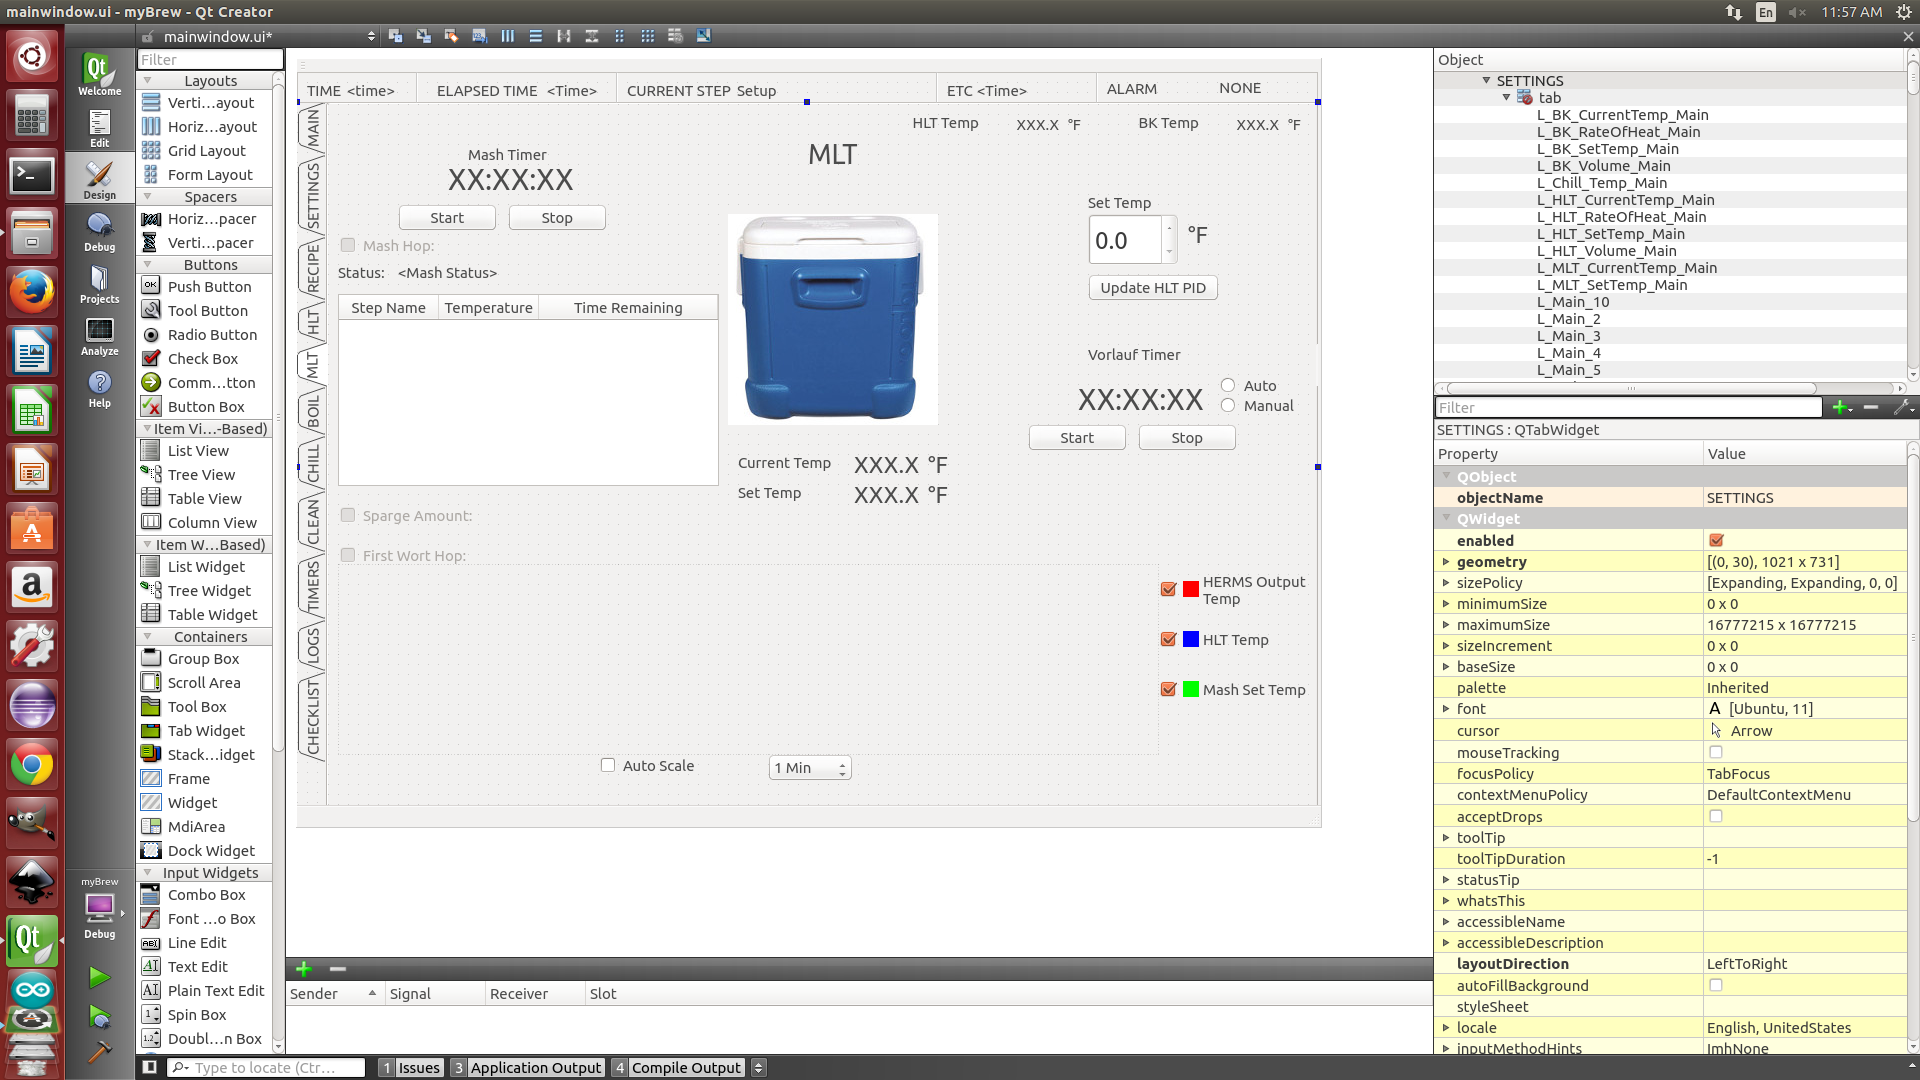 mainwindow.ui - myBrew - Qt Creator
En
11:57 AM
mainwindow.ui*
Welcome
Edit
Design
Debug
Projects
Analyze
Help
myBrew
Debug
Filter
Layouts
Verti...ayout
Horiz...ayout
Grid Layout
Form Layout
Spacers
Horiz...pacer
Verti...pacer
Buttons
Push Button
Tool Button
Radio Button
Check Box
Comm...tton
Button Box
Item Vi...-Based)
List View
Tree View
Table View
Column View
Item W...Based)
List Widget
Tree Widget
Table Widget
Containers
Group Box
Scroll Area
Tool Box
Tab Widget
Stack...idget
Frame
Widget
MdiArea
Dock Widget
Input Widgets
Combo Box
Font ...o Box
Line Edit
Text Edit
Plain Text Edit
Spin Box
Doubl...n Box
TIME <time>
ELAPSED TIME <Time>
CURRENT STEP Setup
ETC <Time>
ALARM
NONE
MAIN
SETTINGS
RECIPE
HLT
MLT
BOIL
CHILL
CLEAN
TIMERS
LOGS
CHECKLIST
HLT Temp XXX.X °F
BK Temp XXX.X °F
Mash Timer
XX:XX:XX
Start
Stop
MLT
Mash Hop:
Status: <Mash Status>
Step Name
Temperature
Time Remaining
Set Temp
0.0
°F
Update HLT PID
Vorlauf Timer
XX:XX:XX
Auto
Manual
Start
Stop
Current Temp XXX.X °F
Set Temp XXX.X °F
Sparge Amount:
First Wort Hop:
HERMS Output
Temp
HLT Temp
Mash Set Temp
Auto Scale
1 Min
Sender
Signal
Receiver
Slot
Type to locate (Ctr...
1 Issues
3 Application Output
4 Compile Output
Object
SETTINGS
tab
L_BK_CurrentTemp_Main
L_BK_RateOfHeat_Main
L_BK_SetTemp_Main
L_BK_Volume_Main
L_Chill_Temp_Main
L_HLT_CurrentTemp_Main
L_HLT_RateOfHeat_Main
L_HLT_SetTemp_Main
L_HLT_Volume_Main
L_MLT_CurrentTemp_Main
L_MLT_SetTemp_Main
L_Main_10
L_Main_2
L_Main_3
L_Main_4
L_Main_5
Filter
SETTINGS : QTabWidget
Property Value
QObject
objectName SETTINGS
QWidget
enabled
geometry [(0, 30), 1021 x 731]
sizePolicy [Expanding, Expanding, 0, 0]
minimumSize 0 x 0
maximumSize 16777215 x 16777215
sizeIncrement 0 x 0
baseSize 0 x 0
palette Inherited
font A [Ubuntu, 11]
cursor Arrow
mouseTracking
focusPolicy TabFocus
contextMenuPolicy DefaultContextMenu
acceptDrops
toolTip
toolTipDuration -1
statusTip
whatsThis
accessibleName
accessibleDescription
layoutDirection LeftToRight
autoFillBackground
styleSheet
locale English, UnitedStates
inputMethodHints ImhNone